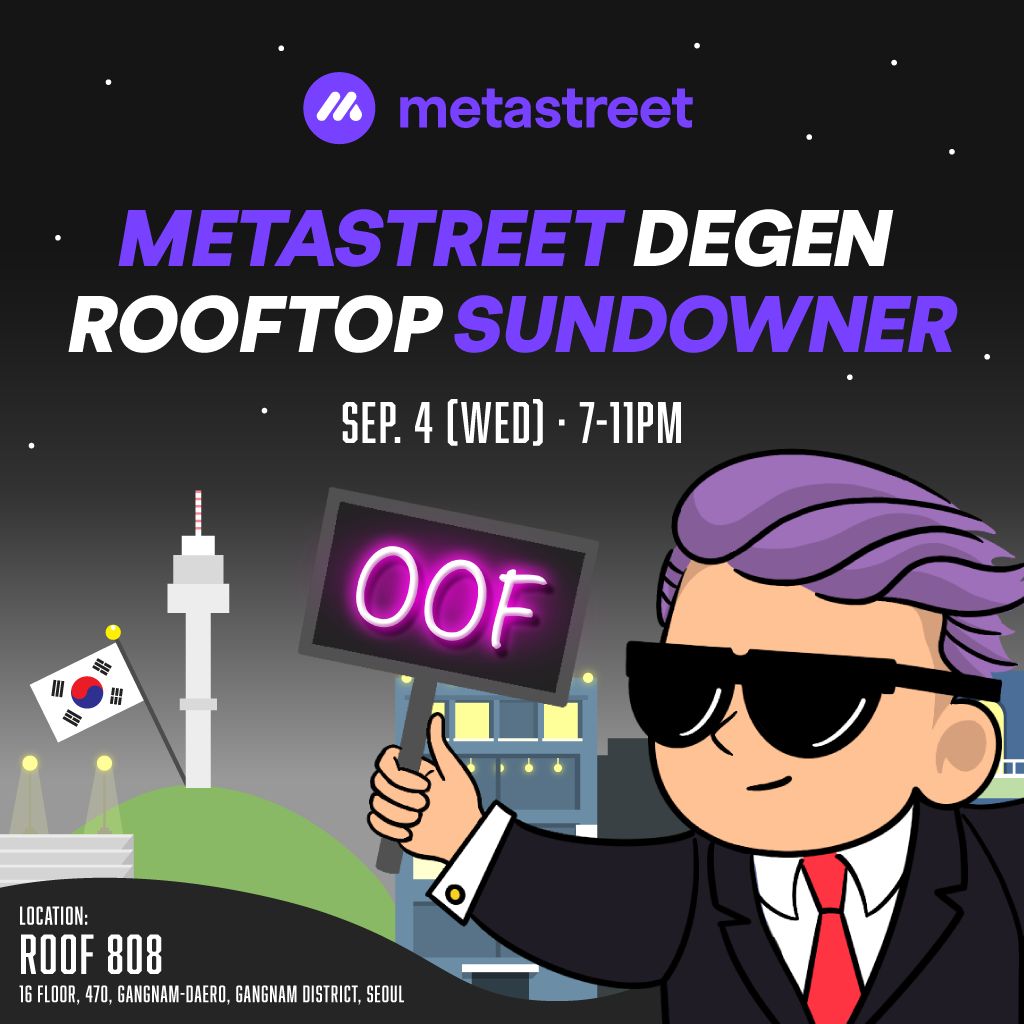 metastreet
METASTREET DEGEN
ROOFTOP SUNDOWNER
SEP. 4 (WED) · 7-11PM
OOF
LOCATION:
ROOF 808
16 FLOOR, 470, GANGNAM-DAERO, GANGNAM DISTRICT, SEOUL